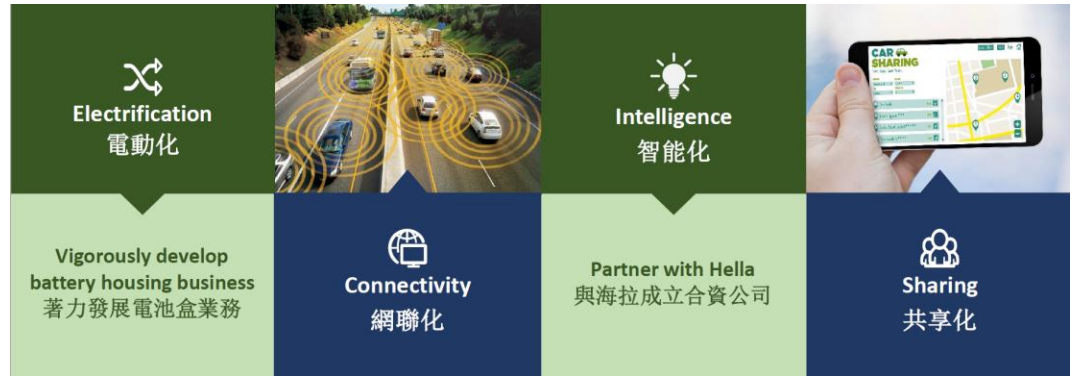 Electrification
電動化
Vigorously develop
battery housing business
著力發展電池盒業務
Connectivity
網聯化
Intelligence
智能化
Partner with Hella
與海拉成立合資公司
CAR
SHARING
Sharing
共享化